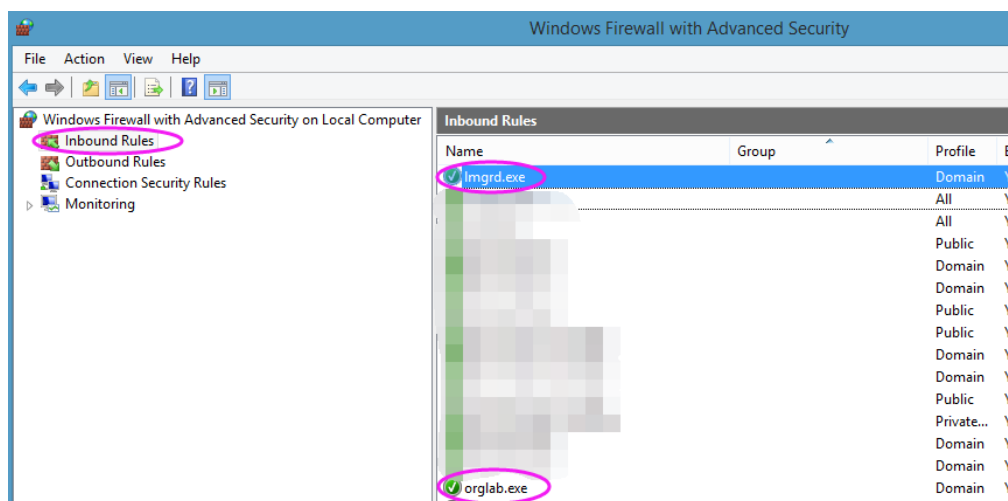 Windows Firewall with Advanced Security
File Action View Help
Windows Firewall with Advanced Security on Local Computer
Inbound Rules
Outbound Rules
Connection Security Rules
Monitoring
Inbound Rules
Name Group Profile
lmgrd.exe Domain
All
All
Public
Domain
Domain
Public
Public
Domain
Domain
Public
Private...
Domain
Domain
orglab.exe Domain